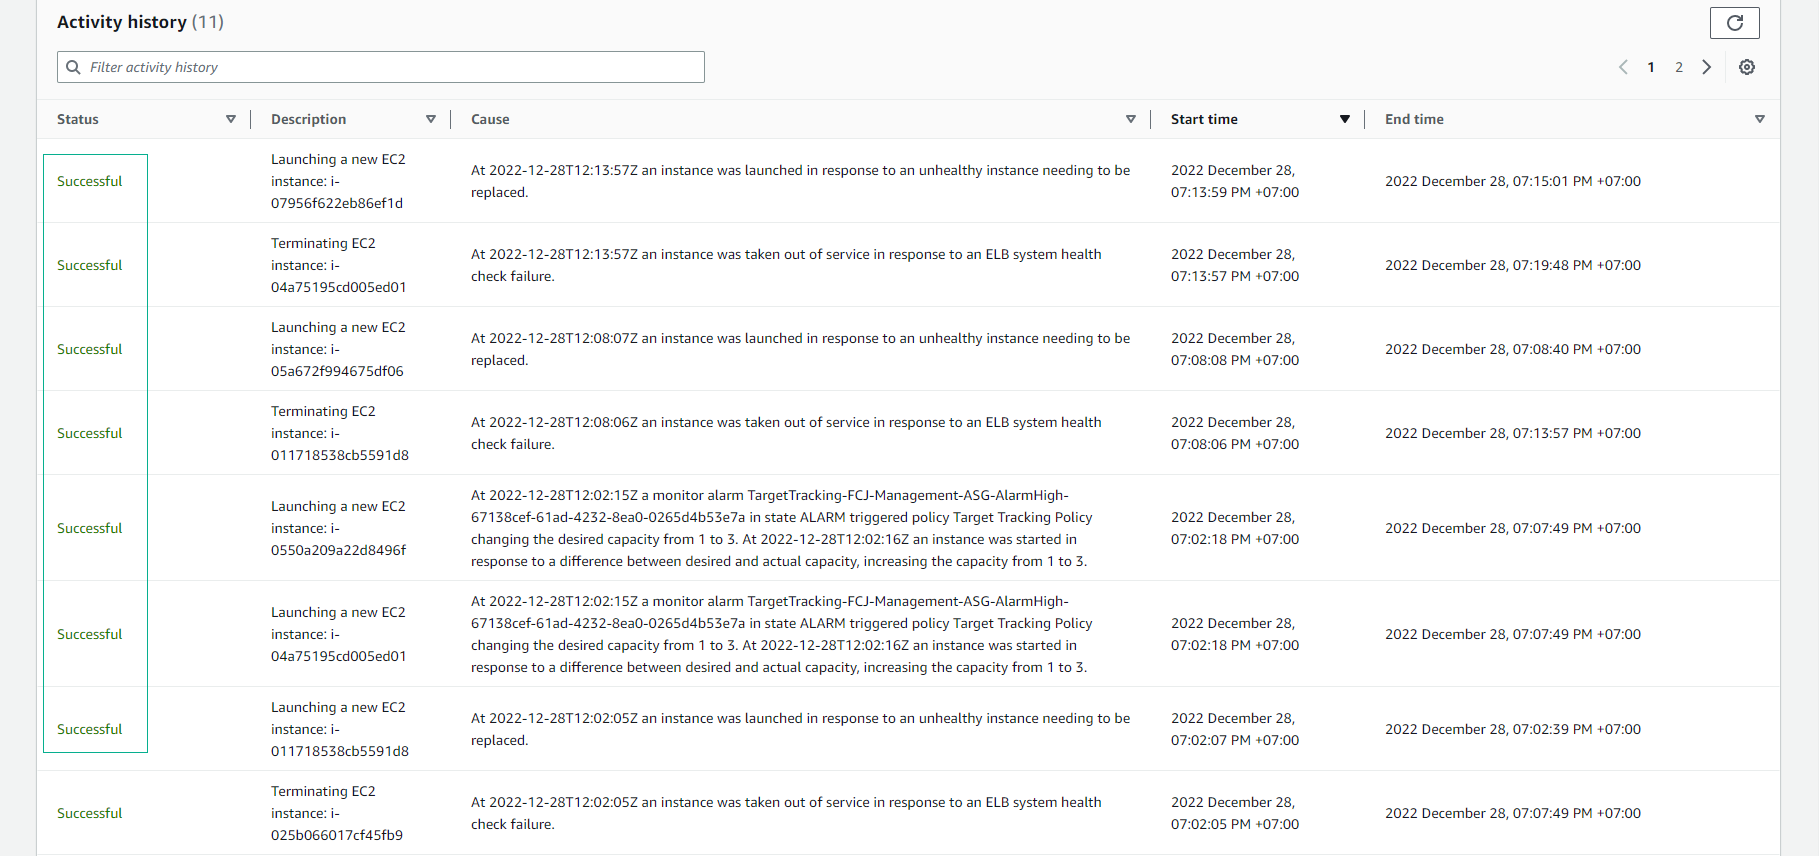 Activity history (11)
Filter activity history
1 2
Status Description Cause Start time End time
Successful
Launching a new EC2
instance: i-
07956f622eb86ef1d
At 2022-12-28T12:13:57Z an instance was launched in response to an unhealthy instance needing to be
replaced.
2022 December 28,
07:13:59 PM +07:00
2022 December 28, 07:15:01 PM +07:00
Successful
Terminating EC2
instance: i-
04a75195cd005ed01
At 2022-12-28T12:13:57Z an instance was taken out of service in response to an ELB system health
check failure.
2022 December 28,
07:13:57 PM +07:00
2022 December 28, 07:19:48 PM +07:00
Successful
Launching a new EC2
instance: i-
05a672f994675df06
At 2022-12-28T12:08:07Z an instance was launched in response to an unhealthy instance needing to be
replaced.
2022 December 28,
07:08:08 PM +07:00
2022 December 28, 07:08:40 PM +07:00
Successful
Terminating EC2
instance: i-
011718538cb5591d8
At 2022-12-28T12:08:06Z an instance was taken out of service in response to an ELB system health
check failure.
2022 December 28,
07:08:06 PM +07:00
2022 December 28, 07:13:57 PM +07:00
Successful
Launching a new EC2
instance: i-
0550a209a22d8496f
At 2022-12-28T12:02:15Z a monitor alarm TargetTracking-FCJ-Management-ASG-AlarmHigh-
67138cef-61ad-4232-8ea0-0265d4b53e7a in state ALARM triggered policy Target Tracking Policy
changing the desired capacity from 1 to 3. At 2022-12-28T12:02:16Z an instance was started in
response to a difference between desired and actual capacity, increasing the capacity from 1 to 3.
2022 December 28,
07:02:18 PM +07:00
2022 December 28, 07:07:49 PM +07:00
Successful
Launching a new EC2
instance: i-
04a75195cd005ed01
At 2022-12-28T12:02:15Z a monitor alarm TargetTracking-FCJ-Management-ASG-AlarmHigh-
67138cef-61ad-4232-8ea0-0265d4b53e7a in state ALARM triggered policy Target Tracking Policy
changing the desired capacity from 1 to 3. At 2022-12-28T12:02:16Z an instance was started in
response to a difference between desired and actual capacity, increasing the capacity from 1 to 3.
2022 December 28,
07:02:18 PM +07:00
2022 December 28, 07:07:49 PM +07:00
Successful
Launching a new EC2
instance: i-
011718538cb5591d8
At 2022-12-28T12:02:05Z an instance was launched in response to an unhealthy instance needing to be
replaced.
2022 December 28,
07:02:07 PM +07:00
2022 December 28, 07:02:39 PM +07:00
Successful
Terminating EC2
instance: i-
025b066017cf45fb9
At 2022-12-28T12:02:05Z an instance was taken out of service in response to an ELB system health
check failure.
2022 December 28,
07:02:05 PM +07:00
2022 December 28, 07:07:49 PM +07:00